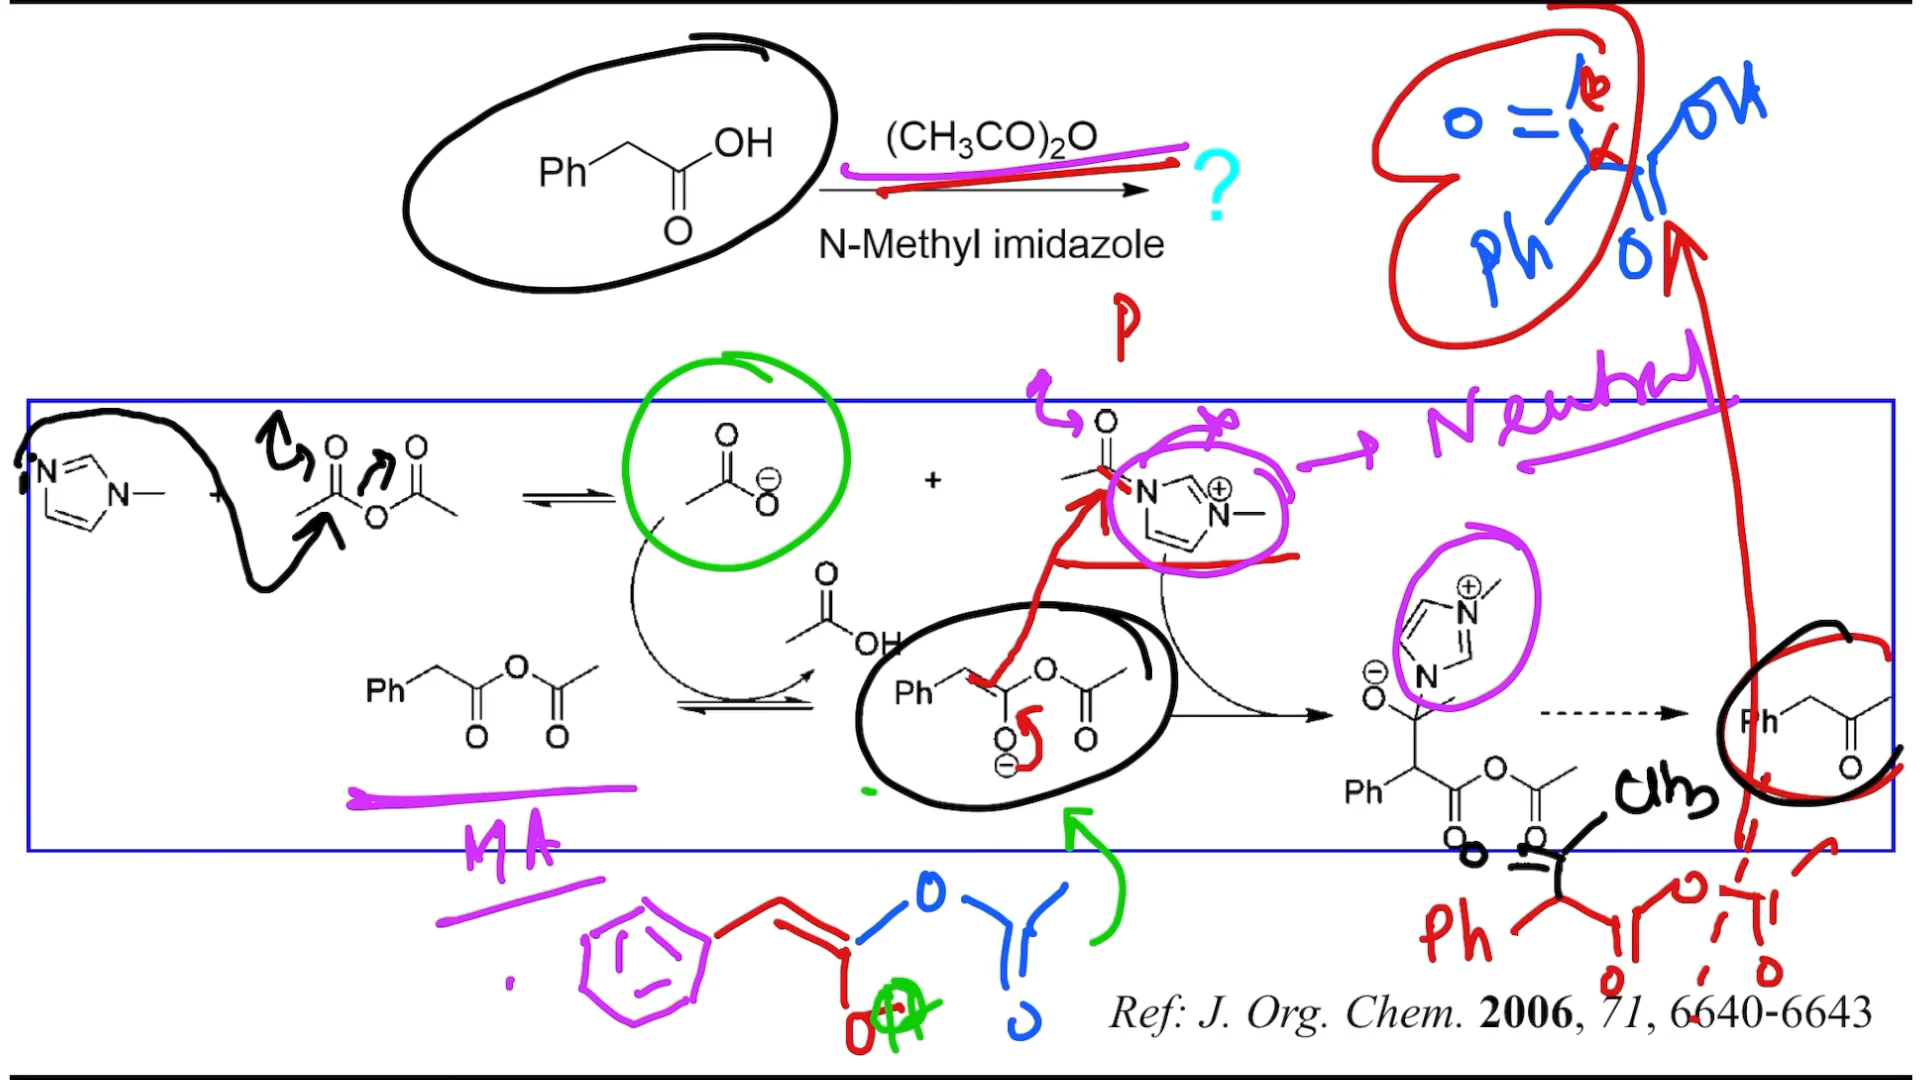 OH
(CH3CO)2O
Ph
O
?
N-Methyl imidazole
O
OH
α
Ph
O
P
Neutral
N
N
O
O
O
O
O ⊖
+
+
O
N
N ⊕
O
OH
Ph
O
O
O
Ph
O
O ⊖
O
⊖
O
⊕
N
N
Ph
O
O
O
Ph
O
MA
CH3
O
O
O
Ph
O
O
OH
O
Ref: J. Org. Chem. 2006, 71, 6640-6643